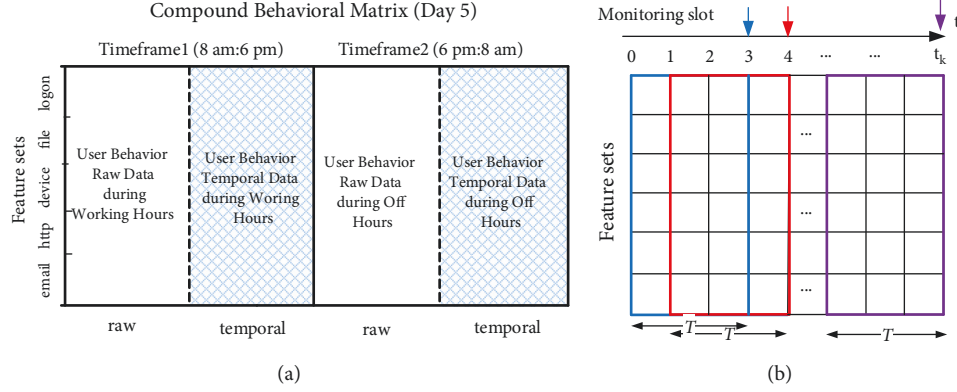 Compound Behavioral Matrix (Day 5)
Timeframe1 (8 am:6 pm)
Timeframe2 (6 pm:8 am)
Feature sets
logon
file
device
http
email
User Behavior
Raw Data
during
Working Hours
User Behavior
Temporal Data
during Woring
Hours
User Behavior
Raw Data
during Off
Hours
User Behavior
Temporal Data
during Off
Hours
raw
temporal
raw
temporal
(a)
Monitoring slot
t
0 1 2 3 4 ... ... tk
Feature sets
...
...
...
T
T
T
(b)